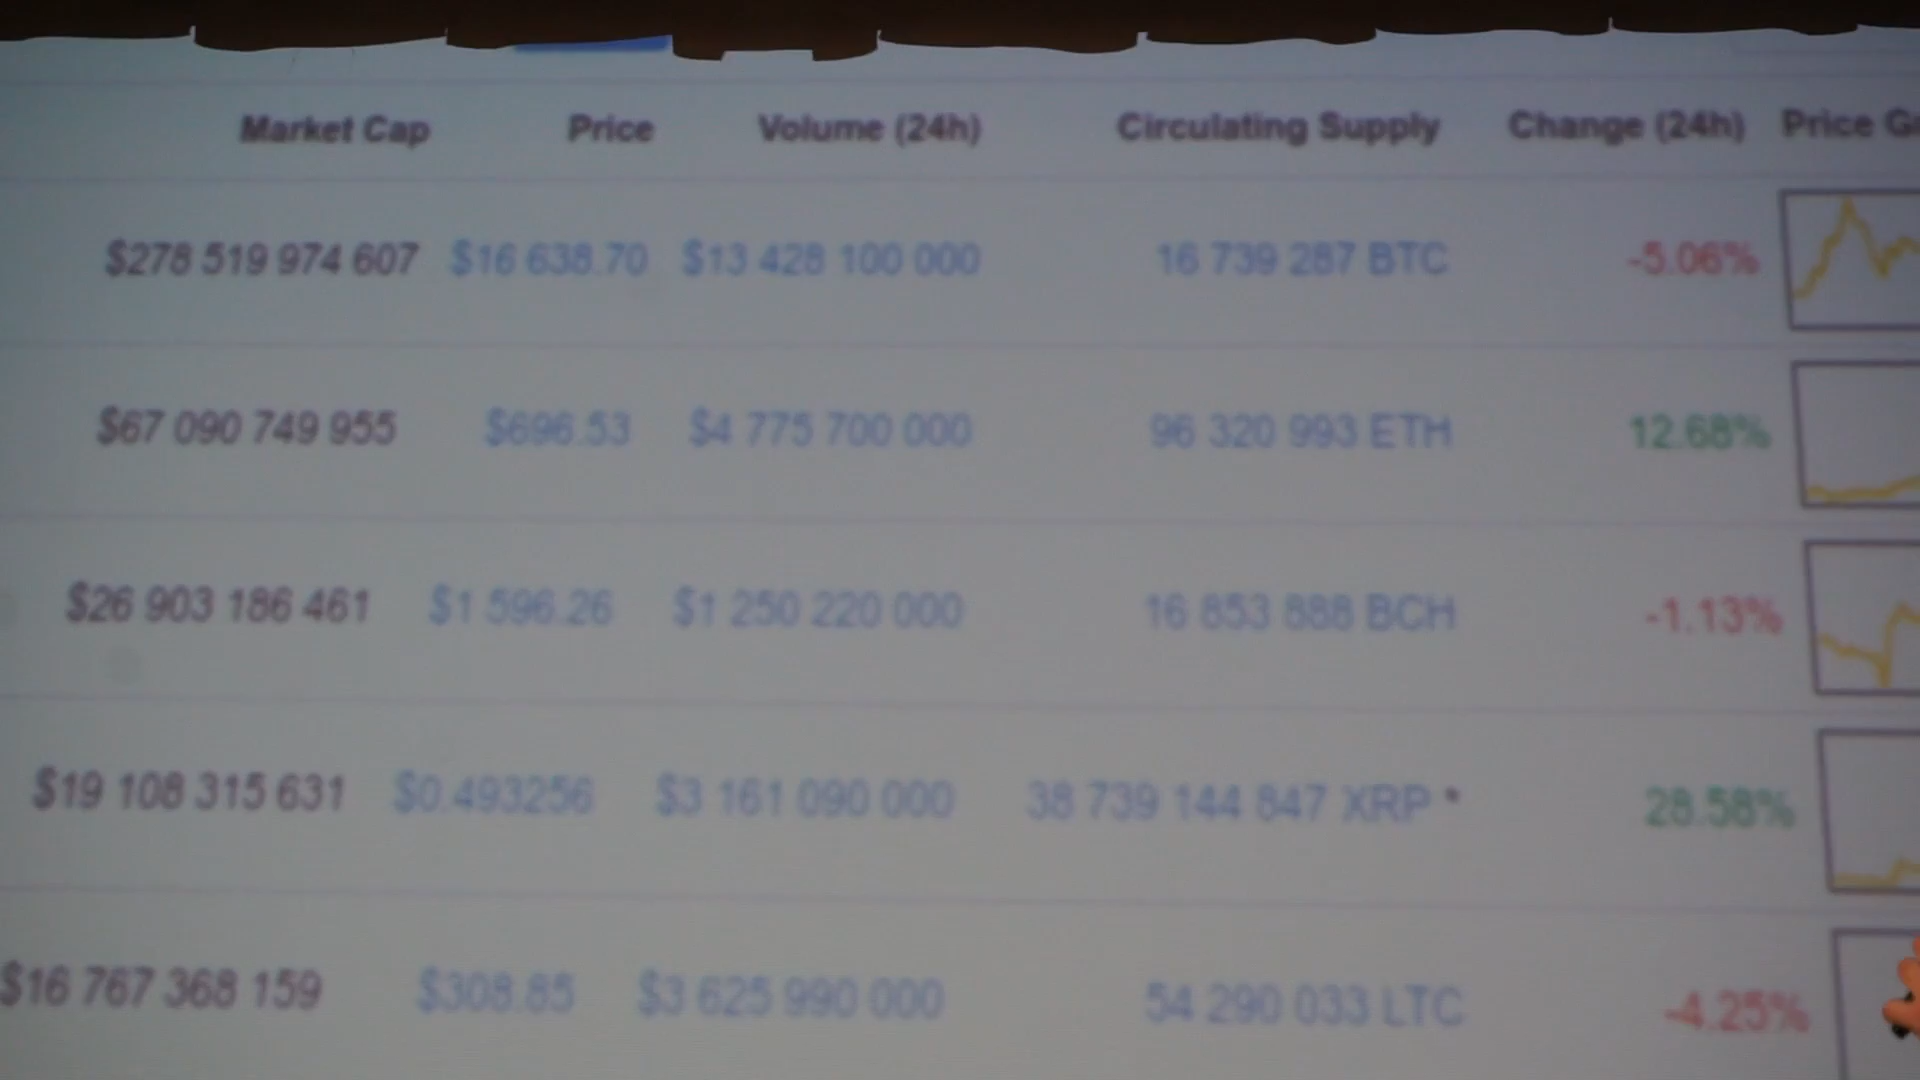 Market Cap Price Volume (24h) Circulating Supply Change (24h) Price
$278 519 974 607 $16 638.70 $13 428 100 000 16 739 287 BTC -5.06%
$67 090 749 955 $696.53 $4 775 700 000 96 320 993 ETH 12.68%
$26 903 186 461 $1 596.26 $1 250 220 000 16 853 888 BCH -1.13%
$19 108 315 631 $0.493256 $3 161 090 000 38 739 144 847 XRP * 28.58%
$16 767 368 159 $308.85 $3 625 990 000 54 290 033 LTC -4.25%